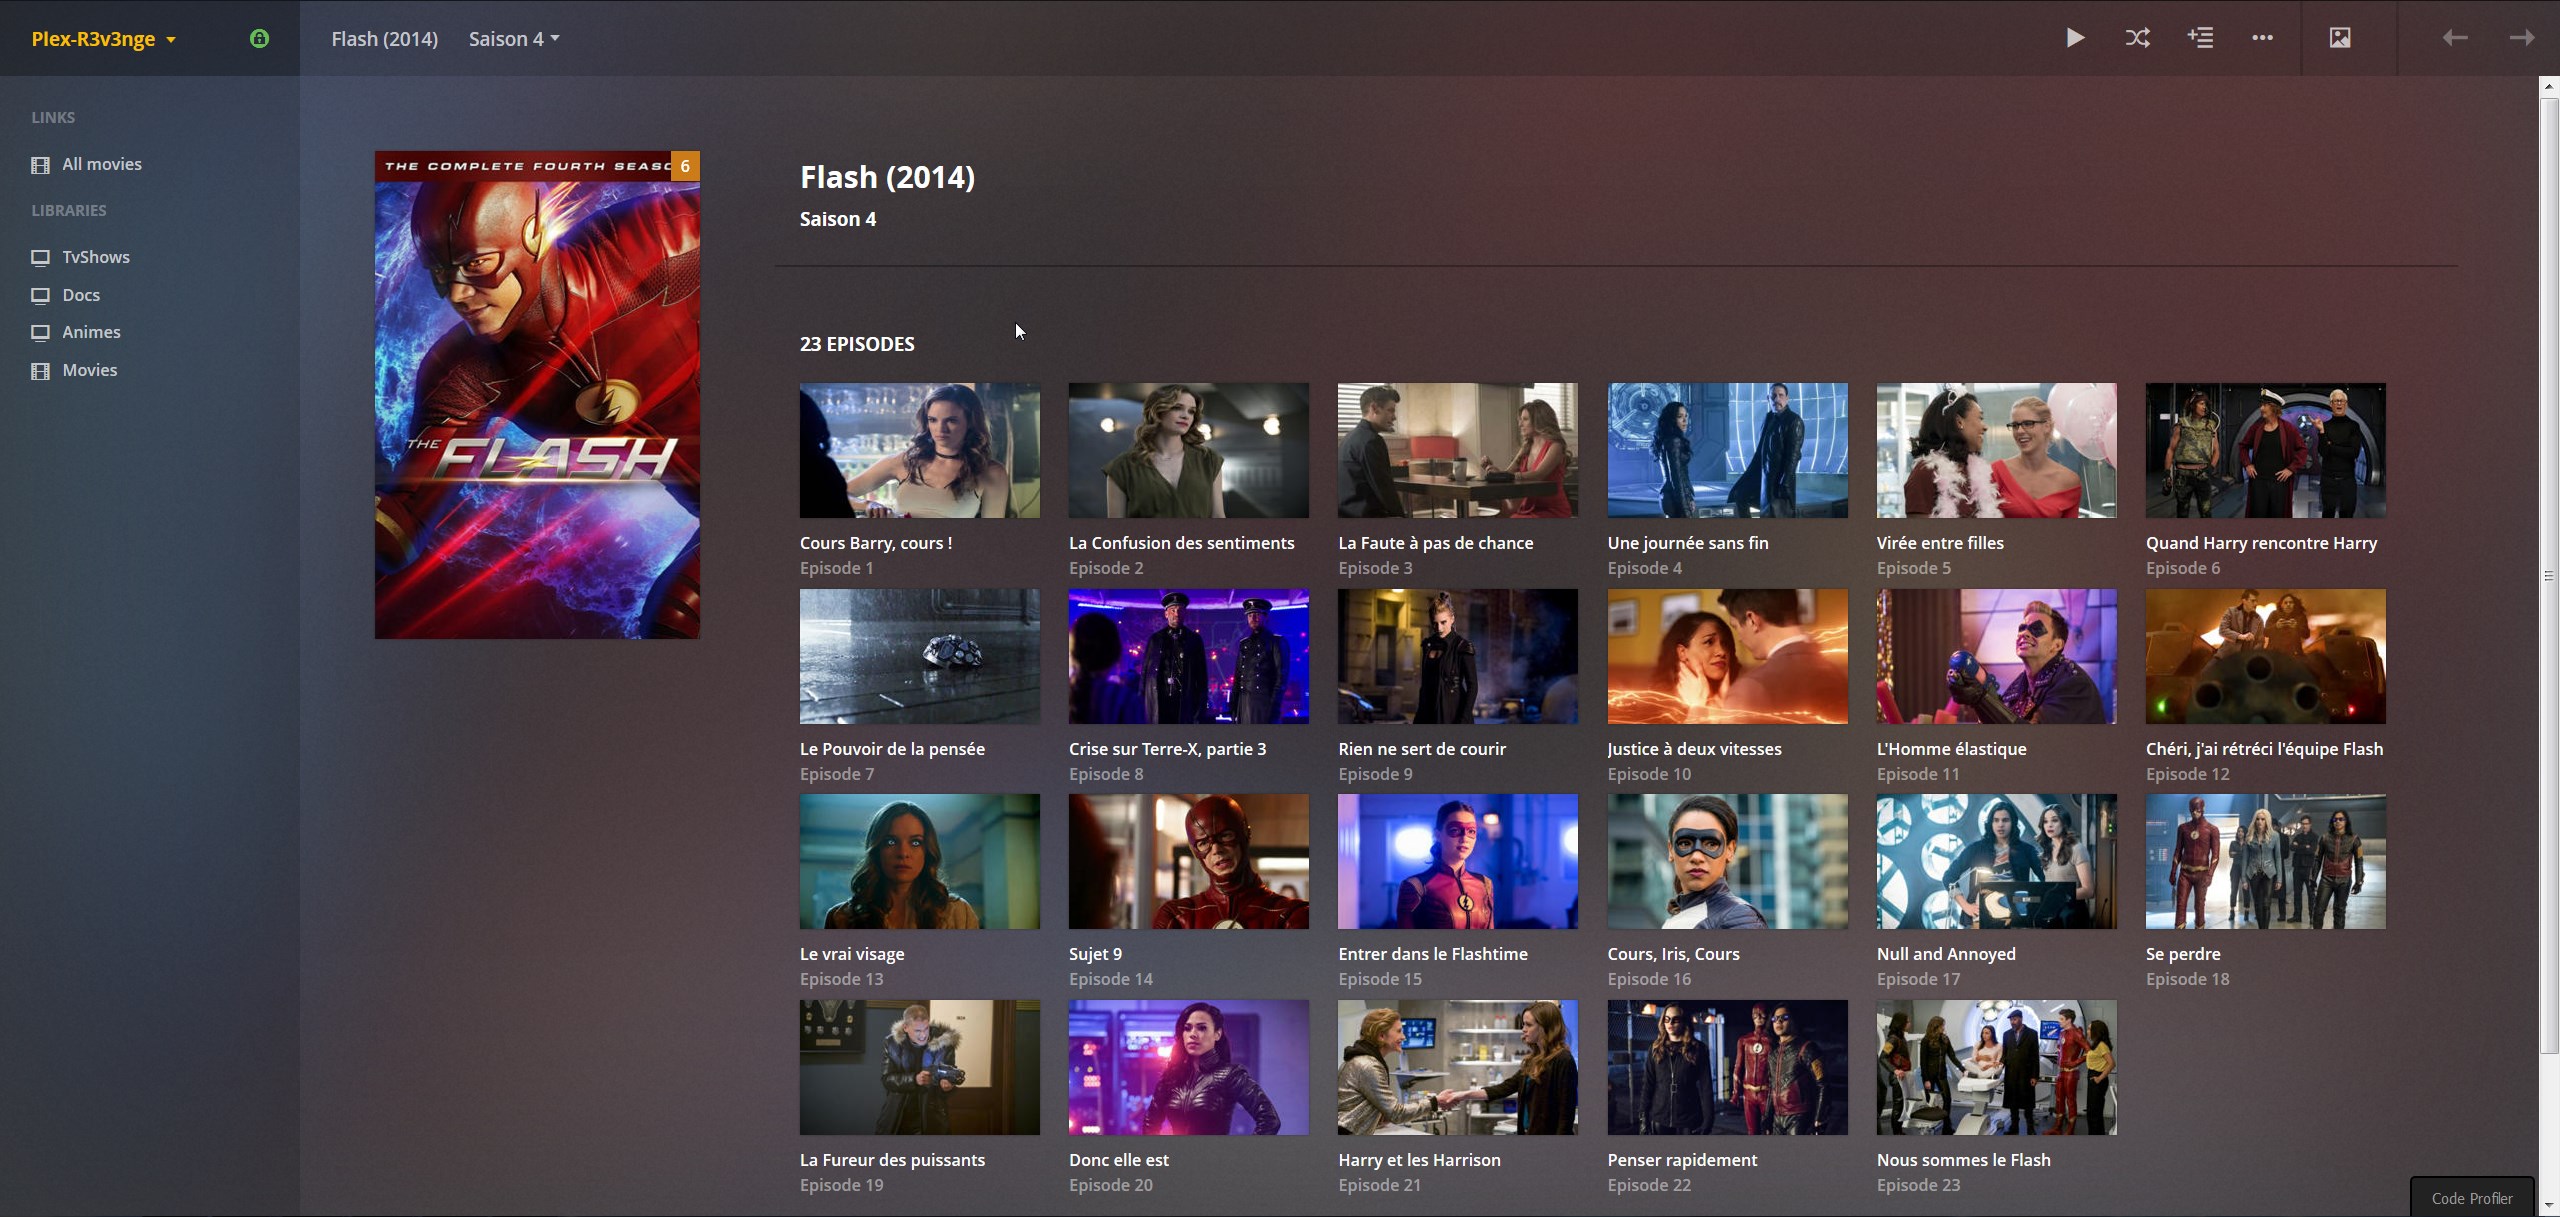 Plex-R3v3nge
Flash (2014)
Saison 4
LINKS
All movies
LIBRARIES
TvShows
Docs
Animes
Movies
THE COMPLETE FOURTH SEASO
6
THE FLASH
Flash (2014)
Saison 4
23 EPISODES
Cours Barry, cours !
Episode 1
La Confusion des sentiments
Episode 2
La Faute à pas de chance
Episode 3
Une journée sans fin
Episode 4
Virée entre filles
Episode 5
Quand Harry rencontre Harry
Episode 6
Le Pouvoir de la pensée
Episode 7
Crise sur Terre-X, partie 3
Episode 8
Rien ne sert de courir
Episode 9
Justice à deux vitesses
Episode 10
L'Homme élastique
Episode 11
Chéri, j'ai rétréci l'équipe Flash
Episode 12
Le vrai visage
Episode 13
Sujet 9
Episode 14
Entrer dans le Flashtime
Episode 15
Cours, Iris, Cours
Episode 16
Null and Annoyed
Episode 17
Se perdre
Episode 18
La Fureur des puissants
Episode 19
Donc elle est
Episode 20
Harry et les Harrison
Episode 21
Penser rapidement
Episode 22
Nous sommes le Flash
Episode 23
Code Profiler